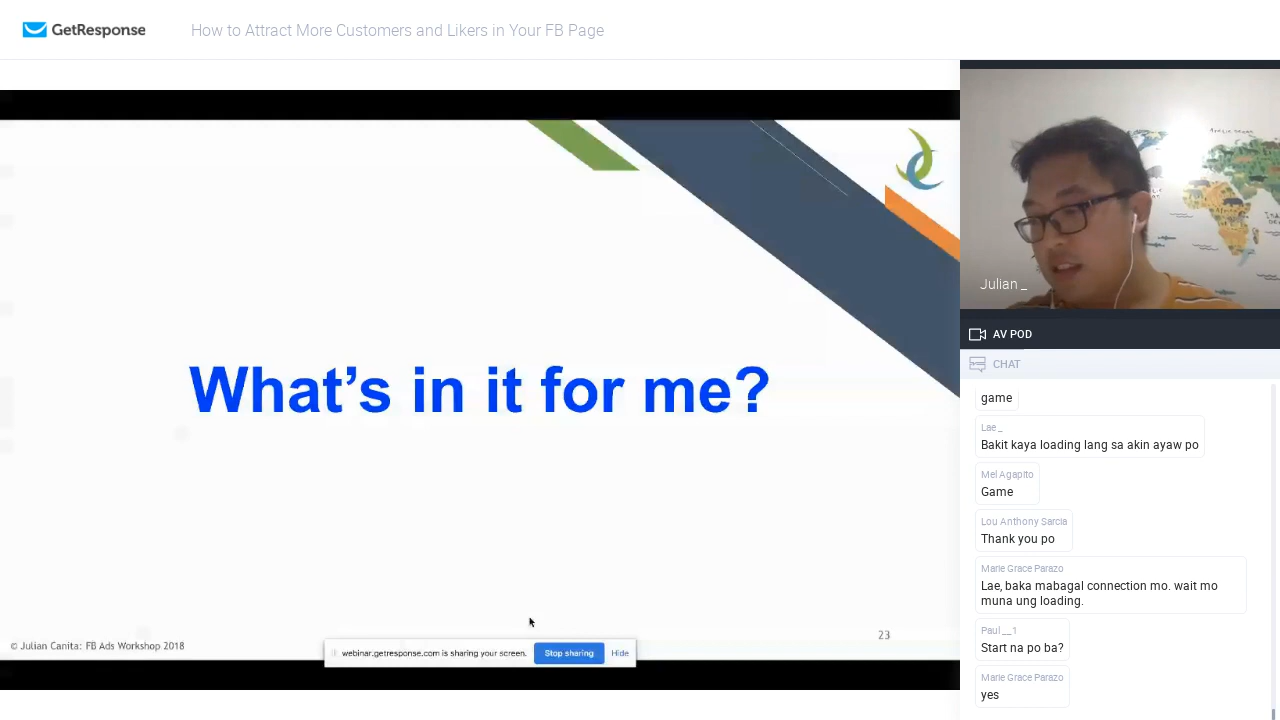 GetResponse
How to Attract More Customers and Likers in Your FB Page
What's in it for me?
© Julian Canita: FB Ads Workshop 2018
23
webinar.getresponse.com is sharing your screen.
Stop sharing
Hide
Julian _
AV POD
CHAT
game
Lae _
Bakit kaya loading lang sa akin ayaw po
Mel Agapito
Game
Lou Anthony Sarcia
Thank you po
Marie Grace Parazo
Lae, baka mabagal connection mo. wait mo
muna ung loading.
Paul __1
Start na po ba?
Marie Grace Parazo
yes